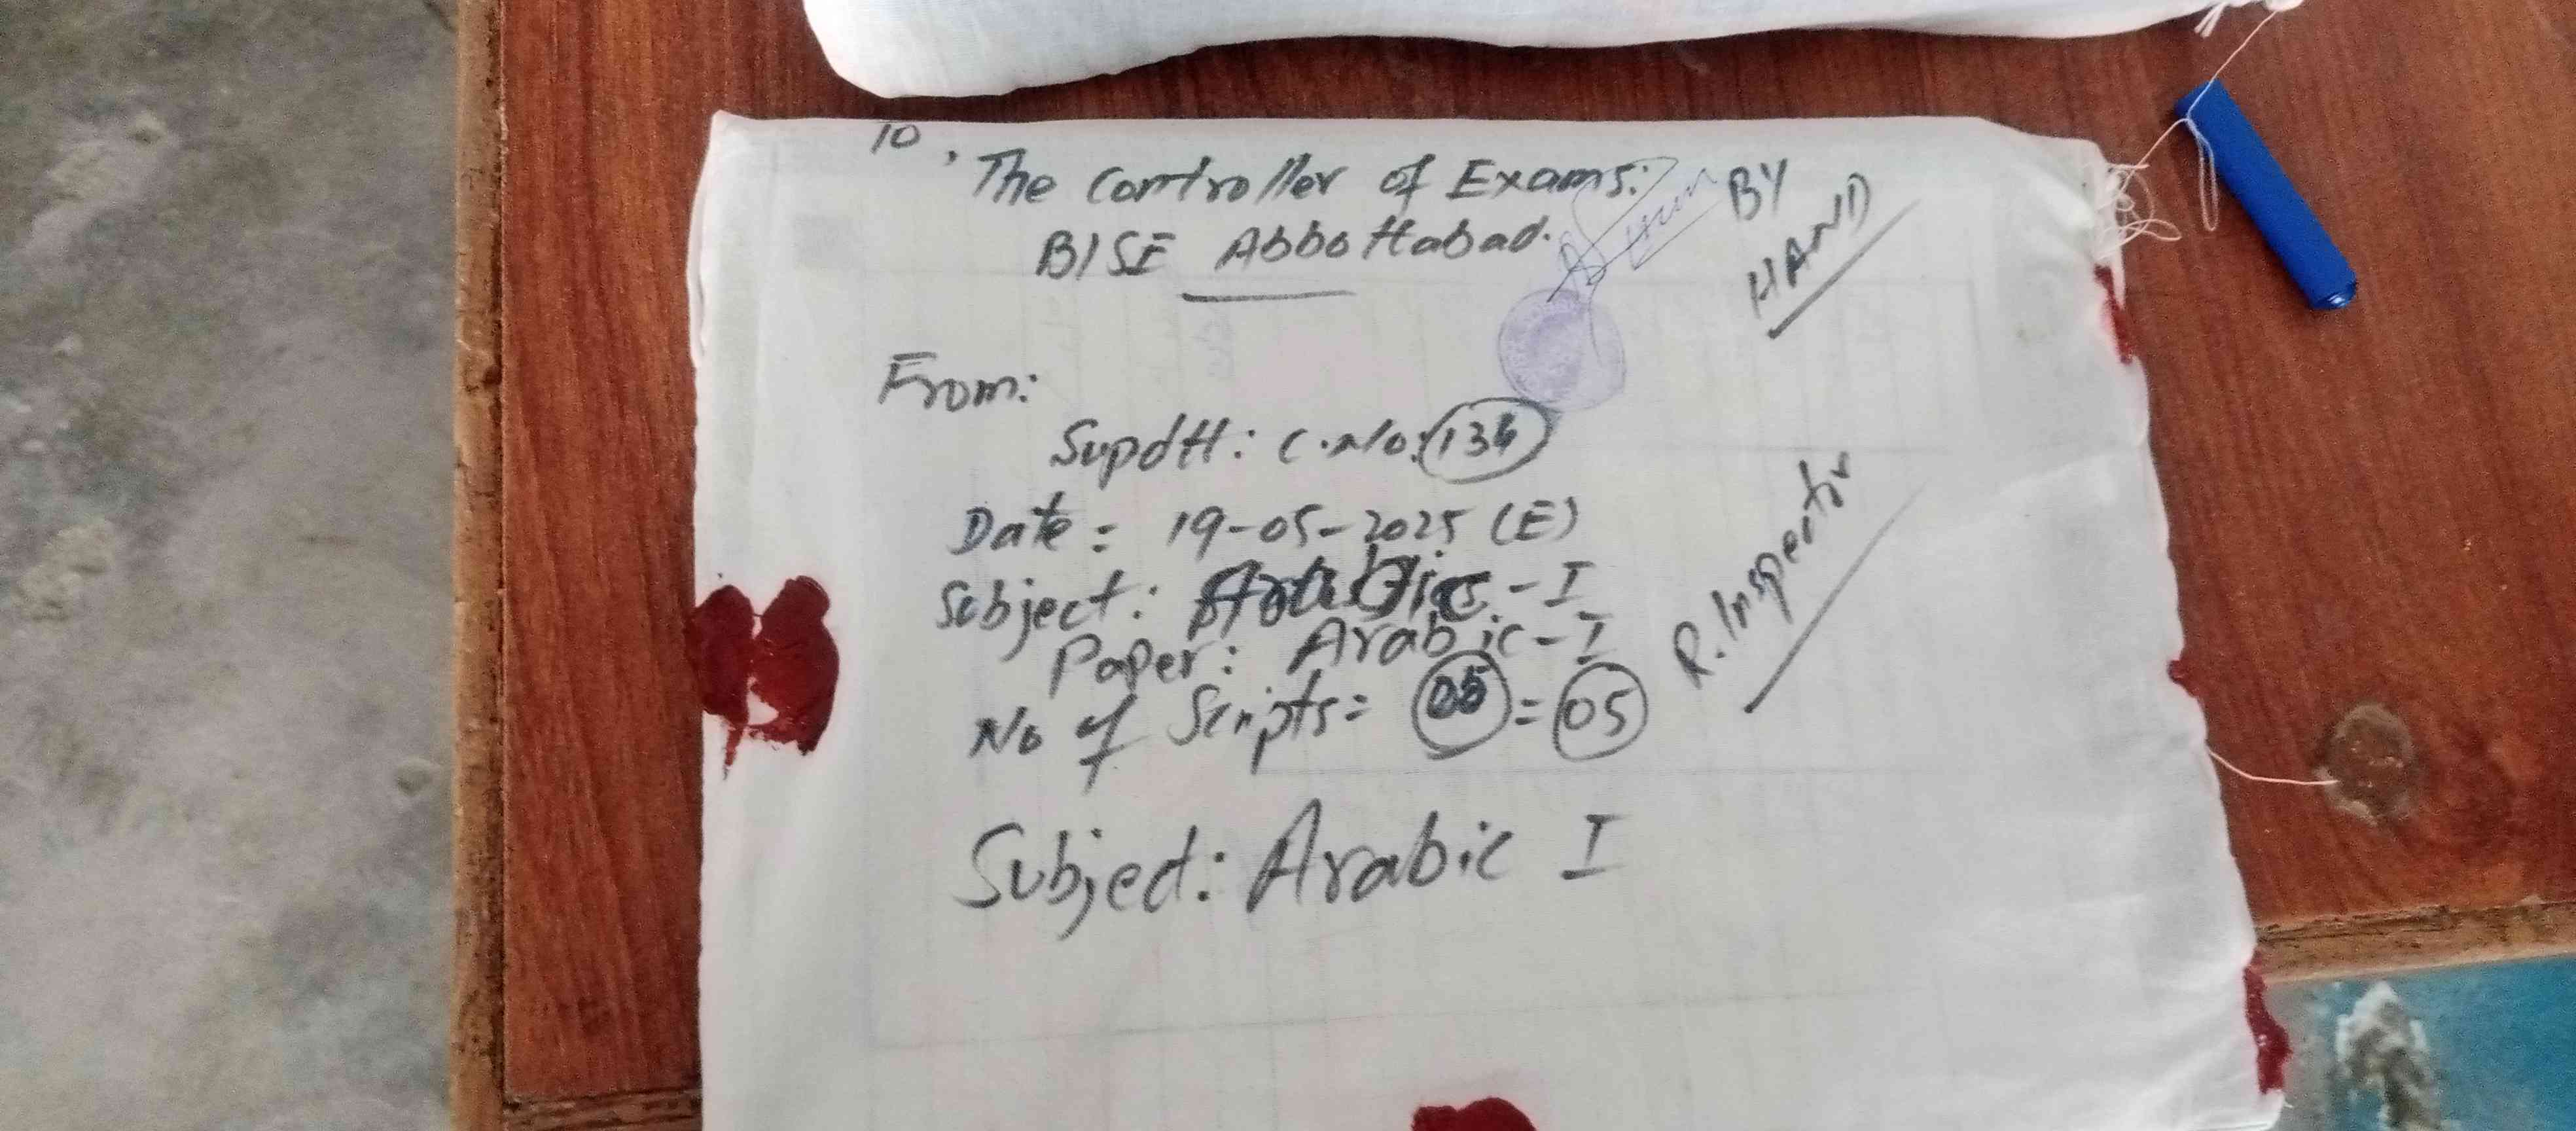 To,
The Controller of Exams:
BISE Abbottabad.
BY
HAND
From:
Supdtt: C.No:
Date = 19-05-2025 (E)
Subject: Arabic - I
Paper: Arabic - I
No of Scripts = 05 = 05
R. Inspector
Subject: Arabic I